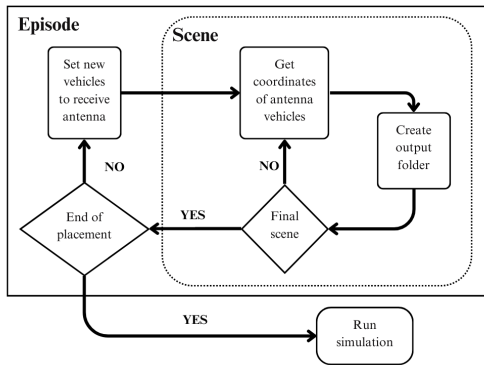 Episode
Scene
Set new
vehicles
to receive
antenna
Get
coordinates
of antenna
vehicles
Create
output
folder
NO
NO
End of
placement
YES
Final
scene
YES
Run
simulation